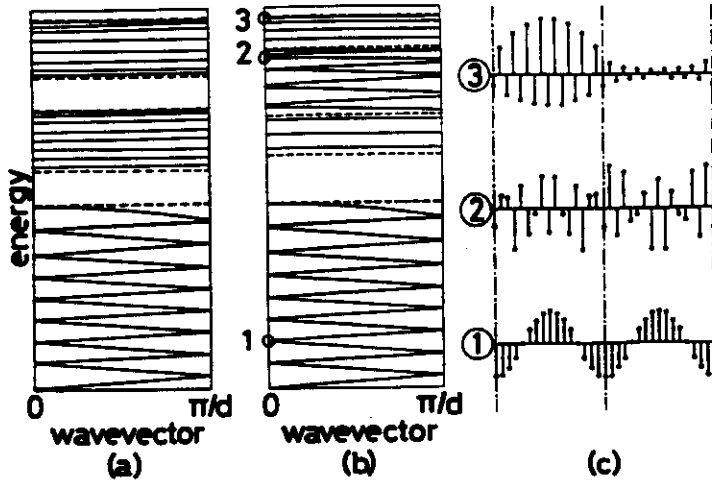 3
2
1
energy
0 π/d
wavevector
(a)
0 π/d
wavevector
(b)
3
2
1
(c)